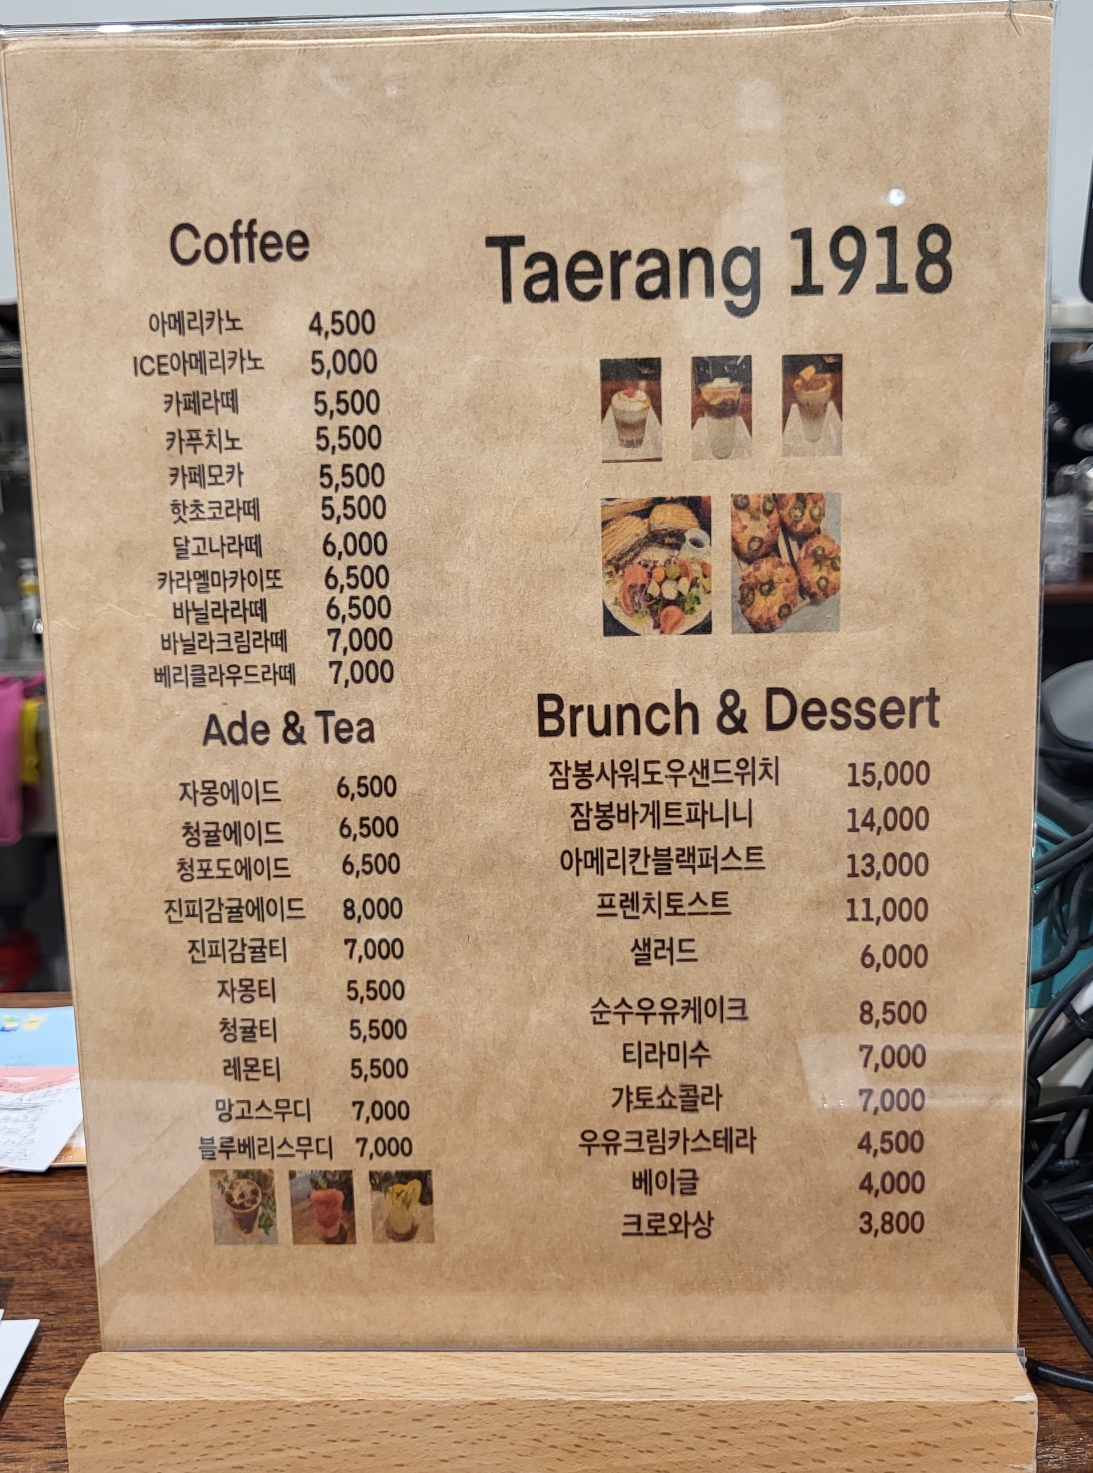 Coffee
아메리카노 4,500
ICE아메리카노 5,000
카페라떼 5,500
카푸치노 5,500
카페모카 5,500
핫초코라떼 5,500
달고나라떼 6,000
카라멜마카이또 6,500
바닐라라떼 6,500
바닐라크림라떼 7,000
베리클라우드라떼 7,000
Ade & Tea
자몽에이드 6,500
청귤에이드 6,500
청포도에이드 6,500
진피감귤에이드 8,000
진피감귤티 7,000
자몽티 5,500
청귤티 5,500
레몬티 5,500
망고스무디 7,000
블루베리스무디 7,000
Taerang 1918
Brunch & Dessert
잠봉사워도우샌드위치 15,000
잠봉바게트파니니 14,000
아메리칸블랙퍼스트 13,000
프렌치토스트 11,000
샐러드 6,000
순수우유케이크 8,500
티라미수 7,000
갸토쇼콜라 7,000
우유크림카스테라 4,500
베이글 4,000
크로와상 3,800